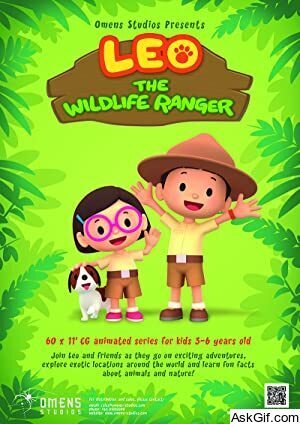 Omens Studios Presents
LEO
THE
WILDLIFE RANGER
60 x 11' CG animated series for kids 3-6 years old
Join Leo and friends as they go on exciting adventures,
explore exotic locations around the world and learn fun facts
about animals and nature!
OMENS
STUDIOS
AskGif.com